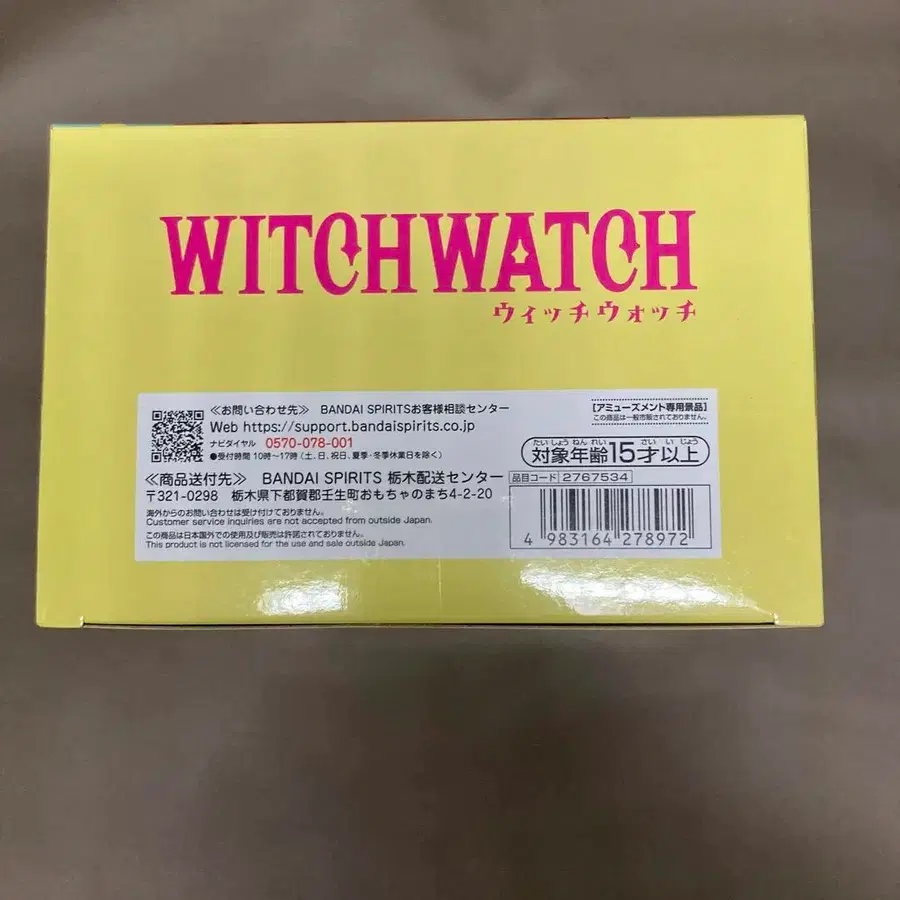 WITCHWATCH
ウィッチウォッチ
≪お問い合わせ先≫ BANDAI SPIRITSお客様相談センター
Web https://support.bandaispirits.co.jp
ナビダイヤル 0570-078-001
●受付時間 10時～17時 (土、日、祝日、夏季・冬季休業日を除く)
≪商品送付先≫ BANDAI SPIRITS 栃木配送センター
〒321-0298 栃木県下都賀郡壬生町おもちゃのまち4-2-20
海外からのお問い合わせは受け付けておりません。
Customer service inquiries are not accepted from outside Japan.
この商品は日本国外での使用及び販売は許諾されておりません。
This product is not licensed for the use and sale outside Japan.
【アミューズメント専用景品】
この商品は一般市販されておりません。
たいしょうねんれい さい いじょう
対象年齢15才以上
品目コード 2767534
4 983164 278972